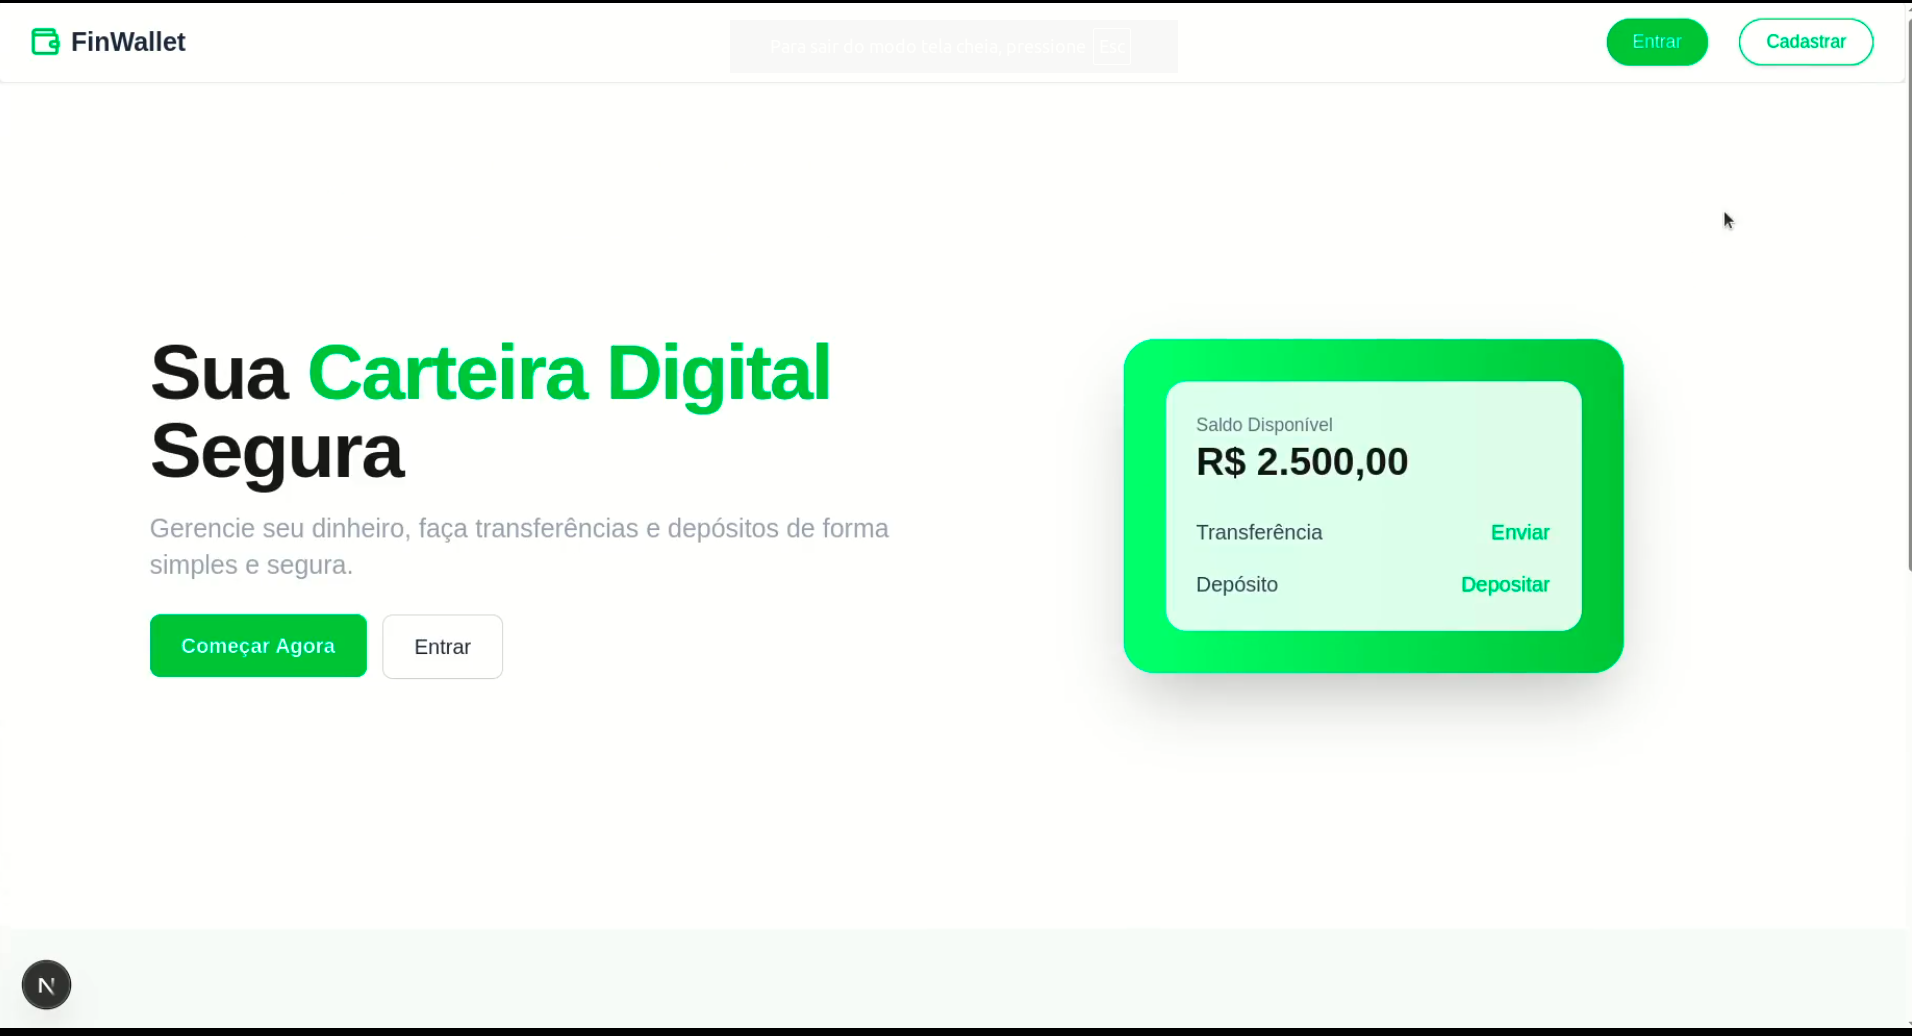 FinWallet
Para sair do modo tela cheia, pressione Esc
Entrar
Cadastrar
Sua Carteira Digital
Segura
Gerencie seu dinheiro, faça transferências e depósitos de forma
simples e segura.
Começar Agora
Entrar
Saldo Disponível
R$ 2.500,00
Transferência
Enviar
Depósito
Depositar
N